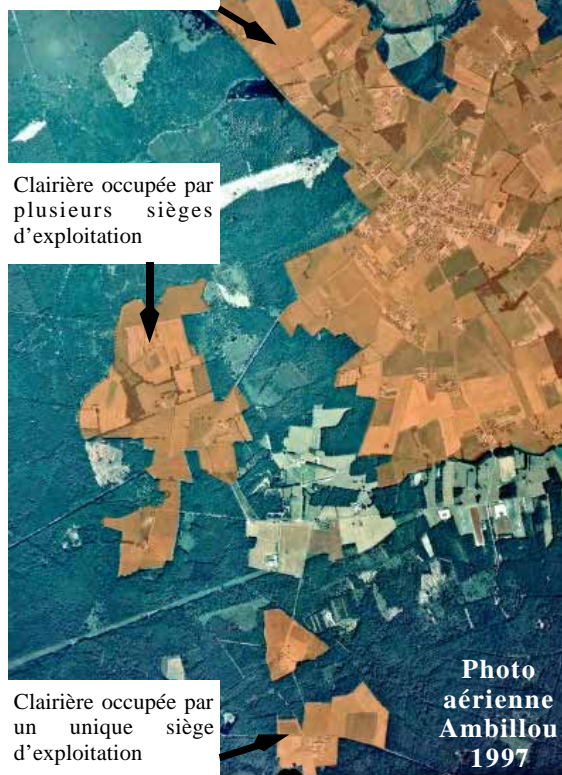 Clairière occupée par
plusieurs sièges
d'exploitation
Clairière occupée par
un unique siège
d'exploitation
Photo
aérienne
Ambillou
1997